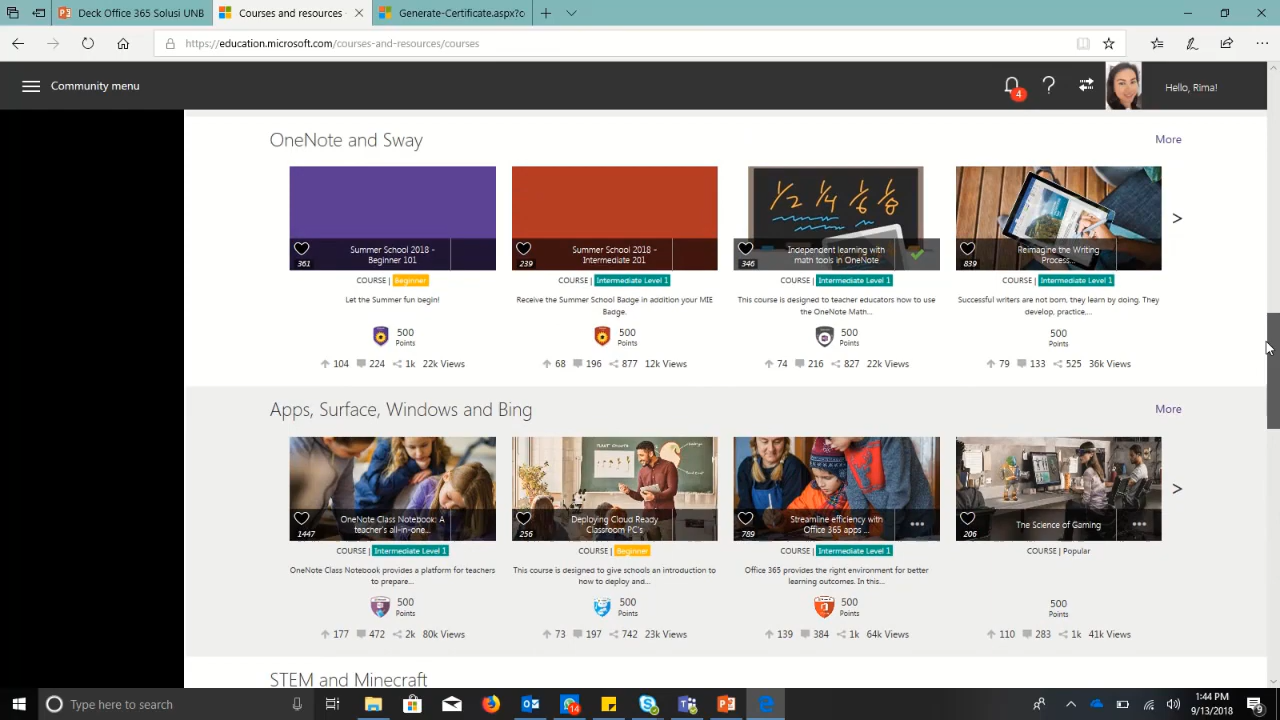 DECK Office 365 Solus UNB
Courses and resources
Generate-Certificate.aspx?c
https://education.microsoft.com/courses-and-resources/courses
Community menu
4
Hello, Rima!
OneNote and Sway
More
361
Summer School 2018 -
Beginner 101
239
Summer School 2018 -
Intermediate 201
1/2 1/4 1/6 1/8
346
Independent learning with
math tools in OneNote
839
Reimagine the Writing
Process...
COURSE | Beginner
COURSE | Intermediate Level 1
COURSE | Intermediate Level 1
COURSE | Intermediate Level 1
Let the Summer fun begin!
Receive the Summer School Badge in addition your MIE
Badge.
This course is designed to teacher educators how to use
the OneNote Math...
Successful writers are not born, they learn by doing. They
develop, practice,...
500
Points
500
Points
500
Points
500
Points
104 224 1k 22k Views
68 196 877 12k Views
74 216 827 22k Views
79 133 525 36k Views
Apps, Surface, Windows and Bing
More
1447
OneNote Class Notebook: A
teacher's all-in-one...
256
Deploying Cloud Ready
Classroom PC's
789
Streamline efficiency with
Office 365 apps ...
206
The Science of Gaming
COURSE | Intermediate Level 1
COURSE | Beginner
COURSE | Intermediate Level 1
COURSE | Popular
OneNote Class Notebook provides a platform for teachers
to prepare...
This course is designed to give schools an introduction to
how to deploy and...
Office 365 provides the right environment for better
learning outcomes. In this...
500
Points
500
Points
500
Points
500
Points
177 472 2k 80k Views
73 197 742 23k Views
139 384 1k 64k Views
110 283 1k 41k Views
STEM and Minecraft
Type here to search
14
1:44 PM
9/13/2018
9